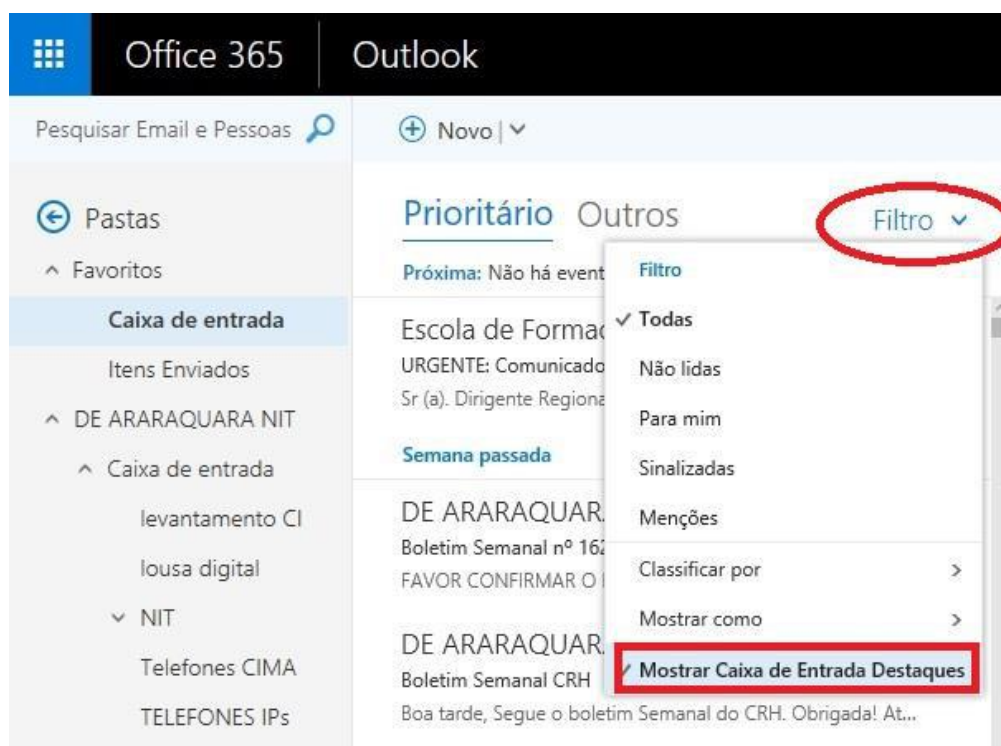 Office 365 Outlook
Pesquisar Email e Pessoas
Novo
Pastas
Favoritos
Caixa de entrada
Itens Enviados
DE ARARAQUARA NIT
Caixa de entrada
levantamento CI
lousa digital
NIT
Telefones CIMA
TELEFONES IPs
Prioritário Outros
Filtro
Próxima: Não há event
Escola de Formac
URGENTE: Comunicado
Sr (a). Dirigente Regiona
Semana passada
DE ARARAQUAR
Boletim Semanal nº 162
FAVOR CONFIRMAR O
DE ARARAQUAR
Boletim Semanal CRH
Boa tarde, Segue o boletim Semanal do CRH. Obrigada! At...
Filtro
Todas
Não lidas
Para mim
Sinalizadas
Menções
Classificar por
Mostrar como
Mostrar Caixa de Entrada Destaques